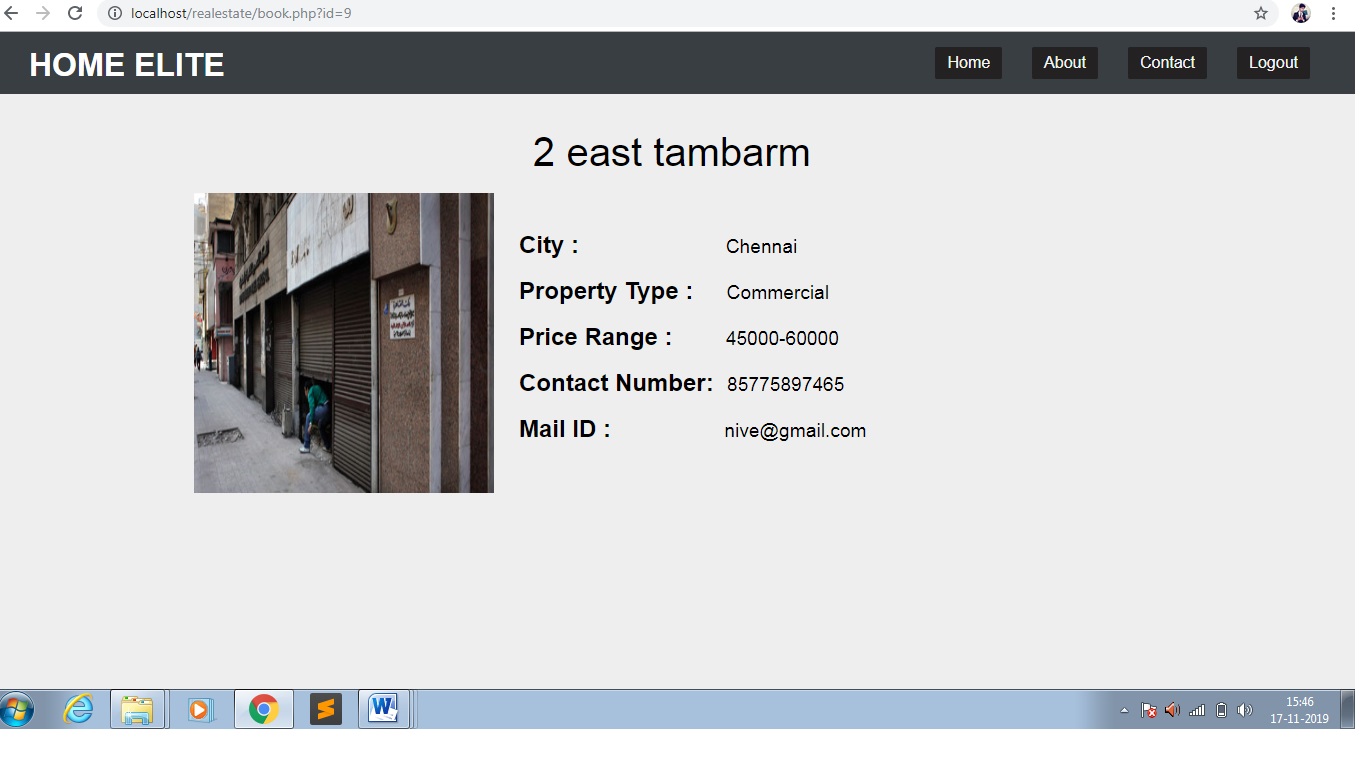 localhost/realestate/book.php?id=9
HOME ELITE
Home About Contact Logout
2 east tambarm
City : Chennai
Property Type : Commercial
Price Range : 45000-60000
Contact Number: 85775897465
Mail ID : nive@gmail.com
15:46
17-11-2019